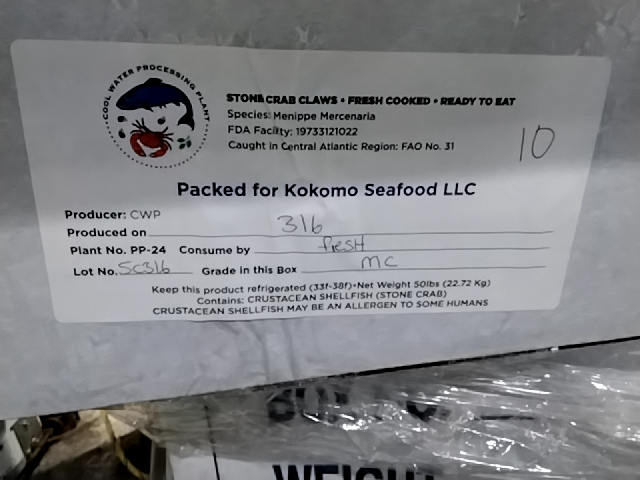 COOL WATER PROCESSING PLANT
STONE CRAB CLAWS • FRESH COOKED • READY TO EAT
Species: Menippe Mercenaria
FDA Facility: 19733121022
Caught in Central Atlantic Region: FAO No. 31
10
Packed for Kokomo Seafood LLC
Producer: CWP
Produced on 316
Plant No. PP-24 Consume by fresh
Lot No. SC316 Grade in this Box MC
Keep this product refrigerated (33f-38f)•Net Weight 50lbs (22.72 Kg)
Contains: CRUSTACEAN SHELLFISH (STONE CRAB)
CRUSTACEAN SHELLFISH MAY BE AN ALLERGEN TO SOME HUMANS
WEIGHT